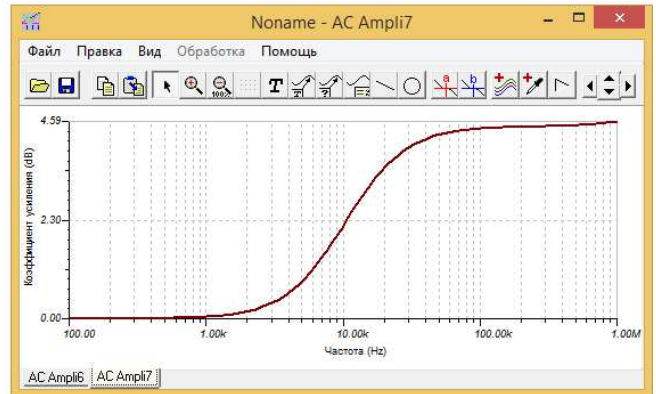 Noname - AC Ampli7
Файл Правка Вид Обработка Помощь
100%
T
T
?
=z
a
b
4.59
2.30
0.00
Коэффициент усиления (dB)
100.00 1.00k 10.00k 100.00k 1.00M
Частота (Hz)
AC Ampli6 AC Ampli7